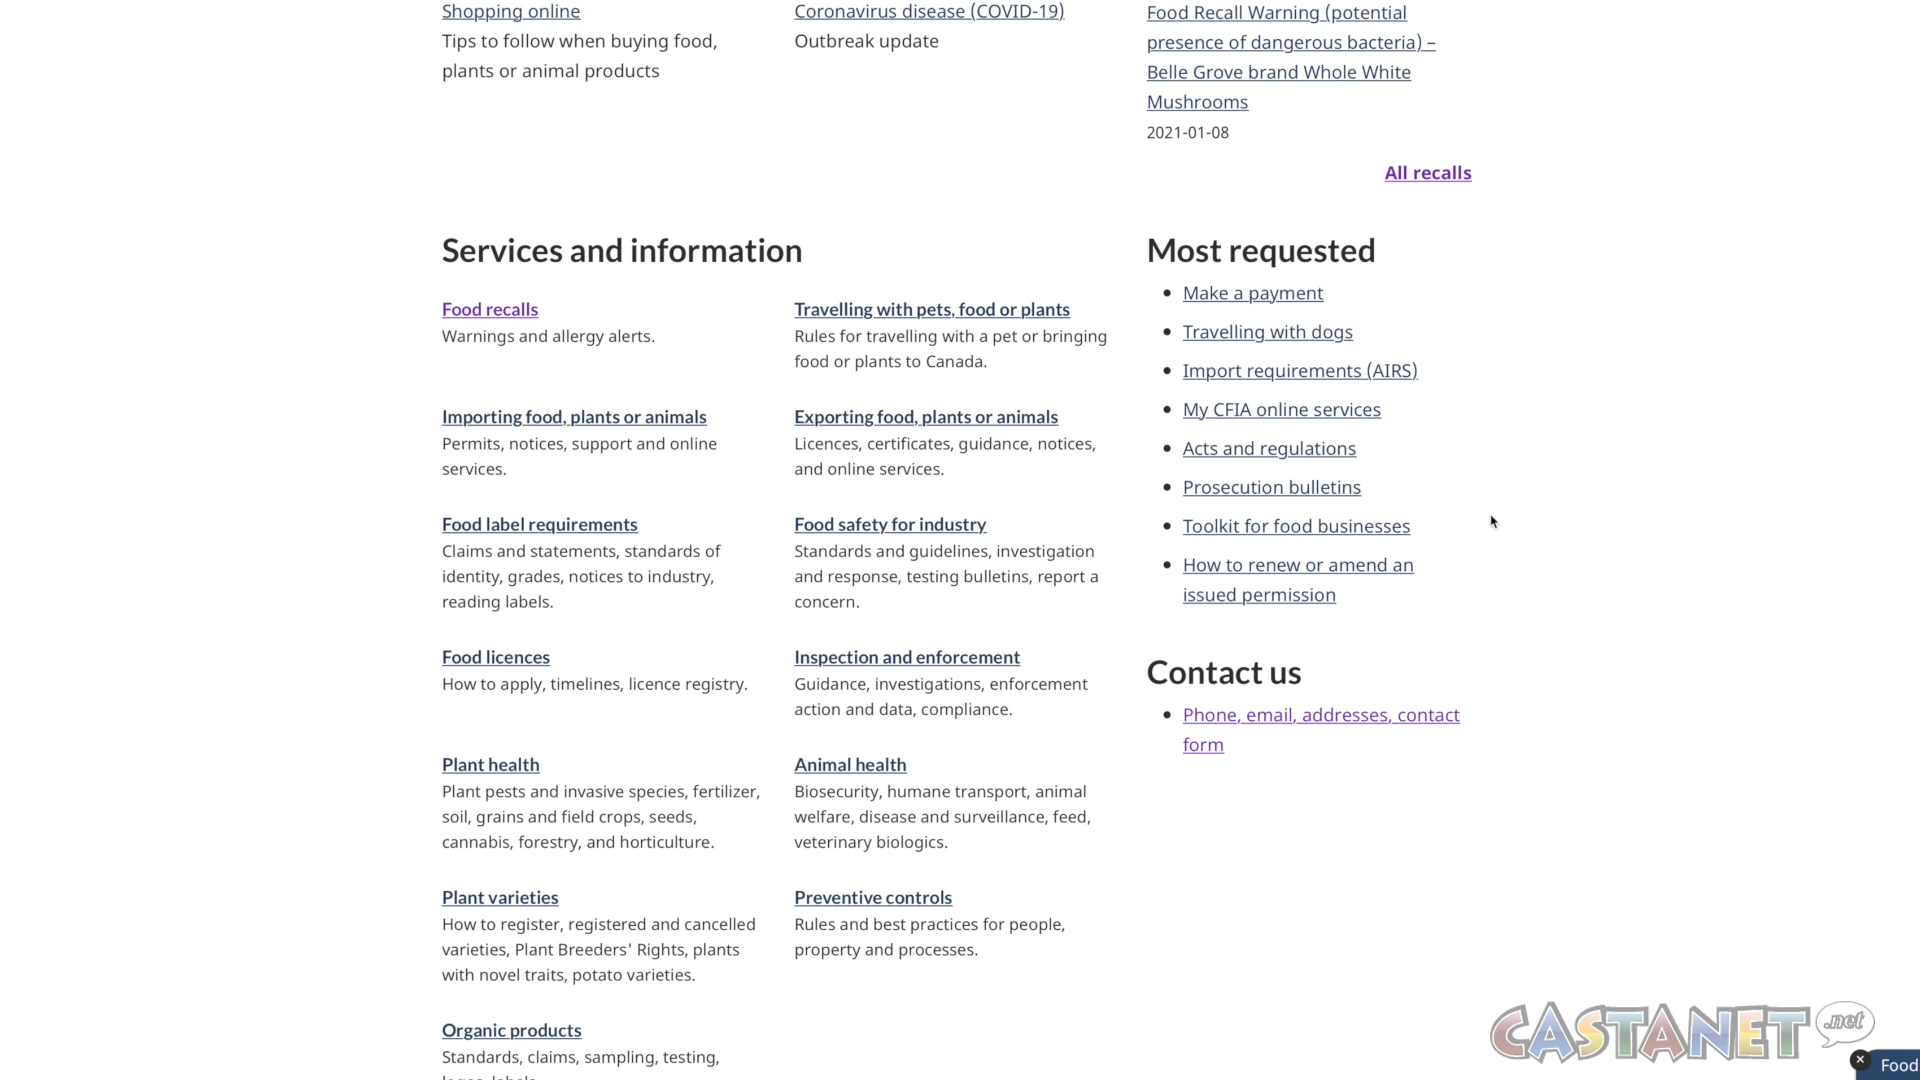 Shopping online
Tips to follow when buying food,
plants or animal products
Coronavirus disease (COVID-19)
Outbreak update
Food Recall Warning (potential
presence of dangerous bacteria) –
Belle Grove brand Whole White
Mushrooms
2021-01-08
All recalls
Services and information
Food recalls
Warnings and allergy alerts.
Travelling with pets, food or plants
Rules for travelling with a pet or bringing
food or plants to Canada.
Importing food, plants or animals
Permits, notices, support and online
services.
Exporting food, plants or animals
Licences, certificates, guidance, notices,
and online services.
Food label requirements
Claims and statements, standards of
identity, grades, notices to industry,
reading labels.
Food safety for industry
Standards and guidelines, investigation
and response, testing bulletins, report a
concern.
Food licences
How to apply, timelines, licence registry.
Inspection and enforcement
Guidance, investigations, enforcement
action and data, compliance.
Plant health
Plant pests and invasive species, fertilizer,
soil, grains and field crops, seeds,
cannabis, forestry, and horticulture.
Animal health
Biosecurity, humane transport, animal
welfare, disease and surveillance, feed,
veterinary biologics.
Plant varieties
How to register, registered and cancelled
varieties, Plant Breeders' Rights, plants
with novel traits, potato varieties.
Preventive controls
Rules and best practices for people,
property and processes.
Organic products
Standards, claims, sampling, testing,
Most requested
Make a payment
Travelling with dogs
Import requirements (AIRS)
My CFIA online services
Acts and regulations
Prosecution bulletins
Toolkit for food businesses
How to renew or amend an
issued permission
Contact us
Phone, email, addresses, contact
form
CASTANET .net
Food